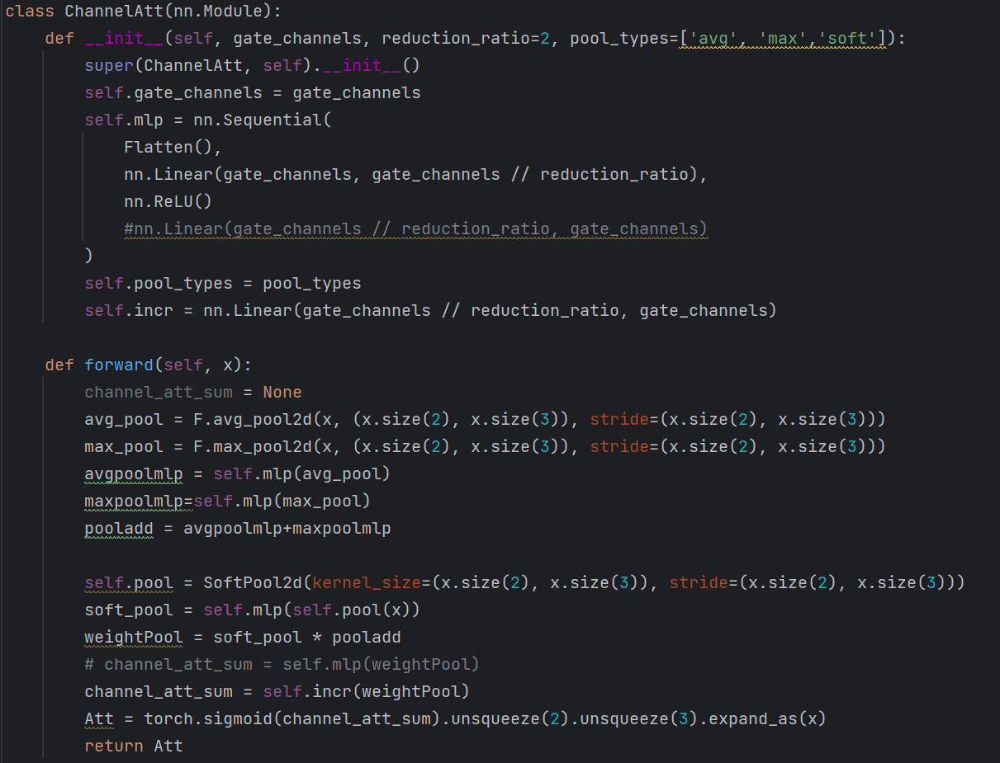 class ChannelAtt(nn.Module):
    def __init__(self, gate_channels, reduction_ratio=2, pool_types=['avg', 'max','soft']):
        super(ChannelAtt, self).__init__()
        self.gate_channels = gate_channels
        self.mlp = nn.Sequential(
            Flatten(),
            nn.Linear(gate_channels, gate_channels // reduction_ratio),
            nn.ReLU()
            #nn.Linear(gate_channels // reduction_ratio, gate_channels)
        )
        self.pool_types = pool_types
        self.incr = nn.Linear(gate_channels // reduction_ratio, gate_channels)

    def forward(self, x):
        channel_att_sum = None
        avg_pool = F.avg_pool2d(x, (x.size(2), x.size(3)), stride=(x.size(2), x.size(3)))
        max_pool = F.max_pool2d(x, (x.size(2), x.size(3)), stride=(x.size(2), x.size(3)))
        avgpoolmlp = self.mlp(avg_pool)
        maxpoolmlp=self.mlp(max_pool)
        pooladd = avgpoolmlp+maxpoolmlp

        self.pool = SoftPool2d(kernel_size=(x.size(2), x.size(3)), stride=(x.size(2), x.size(3)))
        soft_pool = self.mlp(self.pool(x))
        weightPool = soft_pool * pooladd
        # channel_att_sum = self.mlp(weightPool)
        channel_att_sum = self.incr(weightPool)
        Att = torch.sigmoid(channel_att_sum).unsqueeze(2).unsqueeze(3).expand_as(x)
        return Att